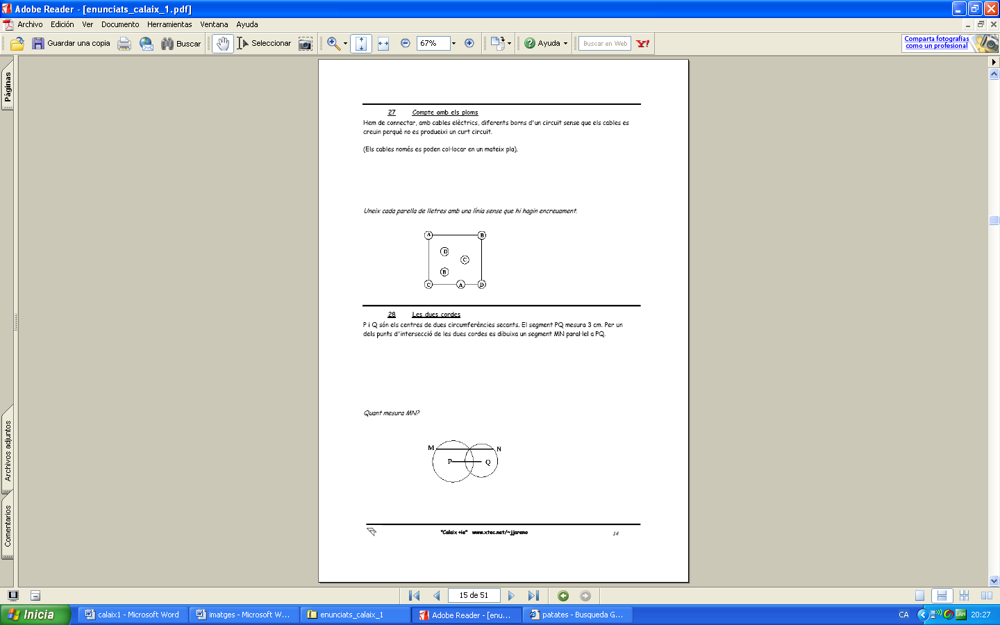 Adobe Reader - [enunciats_calaix_1.pdf]
Archivo Edición Ver Documento Herramientas Ventana Ayuda
Guardar una copia Buscar Seleccionar 67% Ayuda Buscar en Web Y!
Comparta fotografías
como un profesional
Páginas
Archivos adjuntos
Comentarios
27 Compte amb els ploms
Hem de connectar, amb cables elèctrics, diferents borns d'un circuit sense que els cables es
creuin perquè no es produeixi un curt circuit.
(Els cables només es poden col·locar en un mateix pla).
Uneix cada parella de lletres amb una línia sense que hi hagin encreuament.
A B
D
C
B
C A D
28 Les dues cordes
P i Q són els centres de dues circumferències secants. El segment PQ mesura 3 cm. Per un
dels punts d'intersecció de les dues cordes es dibuixa un segment MN paral·lel a PQ.
Quant mesura MN?
M N
P Q
"Calaix +ie" www.xtec.net/~jjareno 14
15 de 51
Inicia calaix1 - Microsoft Word imatges - Microsoft W... enunciats_calaix_1 Adobe Reader - [enu... patates - Busqueda G... CA LAN 20:27